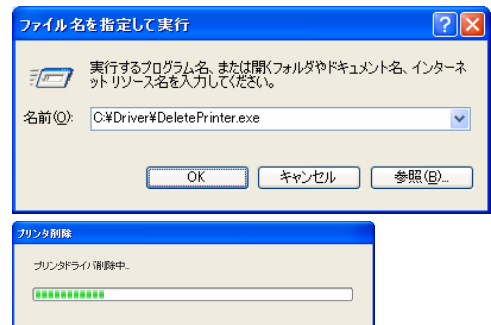 ファイル名を指定して実行
実行するプログラム名、または開くフォルダやドキュメント名、インターネ
ット リソース名を入力してください。
名前(O): C:¥Driver¥DeletePrinter.exe
OK キャンセル 参照(B)...
プリンタ削除
プリンタドライバ削除中...